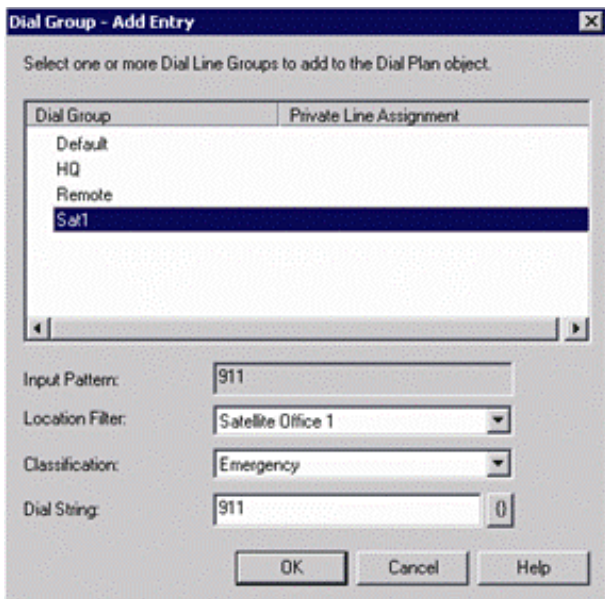 Dial Group - Add Entry
Select one or more Dial Line Groups to add to the Dial Plan object.
Dial Group Private Line Assignment
Default
HQ
Remote
Sat1
Input Pattern: 911
Location Filter: Satellite Office 1
Classification: Emergency
Dial String: 911 {}
OK Cancel Help